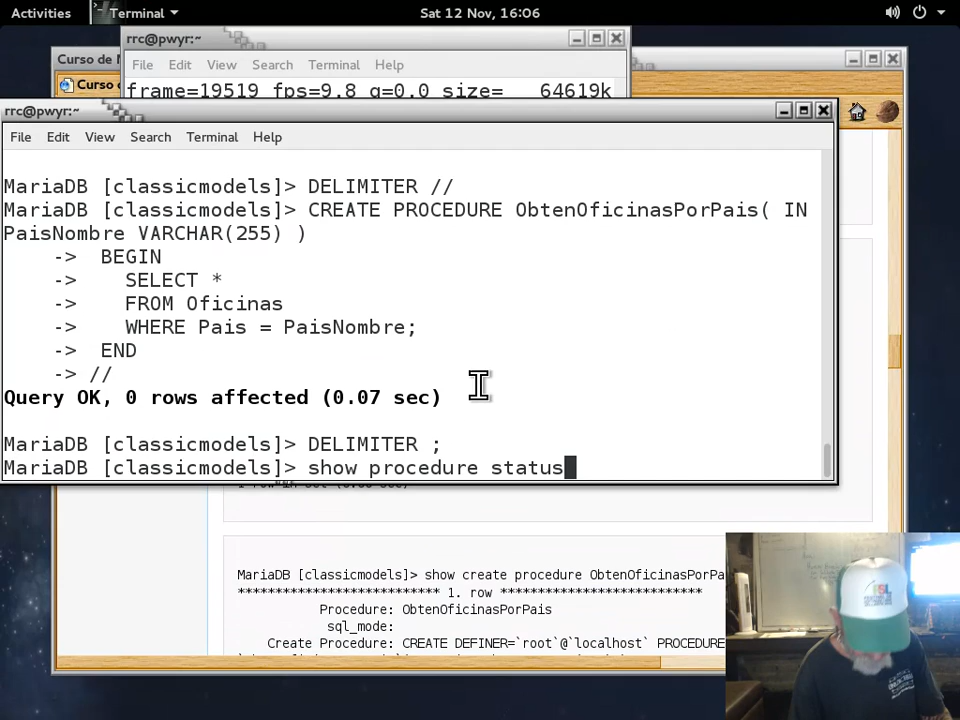 Activities Terminal Sat 12 Nov, 16:06
rrc@pwyr:~
Curso de
File Edit View Search Terminal Help
Curso
frame=19519 fps=9.8 q=0.0 size= 64619k
rrc@pwyr:~
File Edit View Search Terminal Help
MariaDB [classicmodels]> DELIMITER //
MariaDB [classicmodels]> CREATE PROCEDURE ObtenOficinasPorPais( IN
PaisNombre VARCHAR(255) )
-> BEGIN
-> SELECT *
-> FROM Oficinas
-> WHERE Pais = PaisNombre;
-> END
-> //
Query OK, 0 rows affected (0.07 sec)
MariaDB [classicmodels]> DELIMITER ;
MariaDB [classicmodels]> show procedure status
MariaDB [classicmodels]> show create procedure ObtenOficinasPorPa
*************************** 1. row ***************************
Procedure: ObtenOficinasPorPais
sql_mode:
Create Procedure: CREATE DEFINER=`root`@`localhost` PROCEDURE